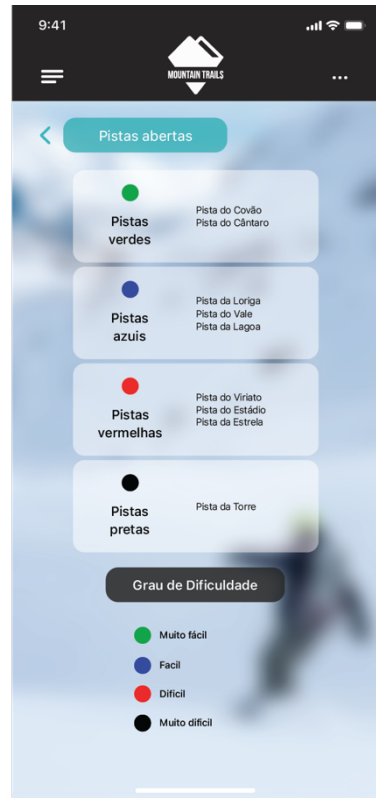 9:41
MOUNTAIN TRAILS
Pistas abertas
Pistas
verdes
Pista do Covão
Pista do Cântaro
Pistas
azuis
Pista da Loriga
Pista do Vale
Pista da Lagoa
Pistas
vermelhas
Pista do Viriato
Pista do Estádio
Pista da Estrela
Pistas
pretas
Pista da Torre
Grau de Dificuldade
Muito fácil
Facil
Dificil
Muito dificil